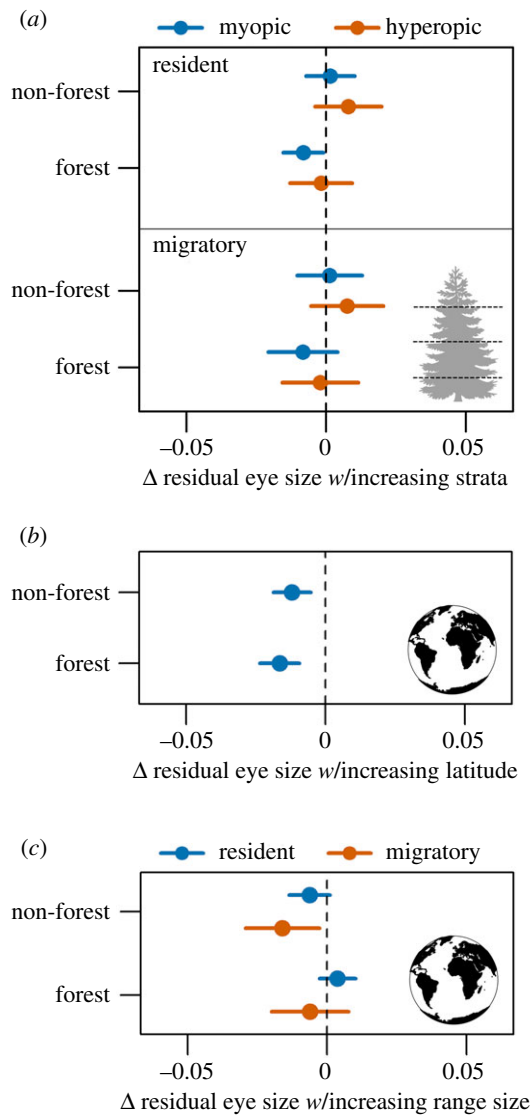 (a)
myopic hyperopic
resident
non-forest
forest
migratory
non-forest
forest
–0.05 0 0.05
Δ residual eye size w/increasing strata
(b)
non-forest
forest
–0.05 0 0.05
Δ residual eye size w/increasing latitude
(c)
resident migratory
non-forest
forest
–0.05 0 0.05
Δ residual eye size w/increasing range size